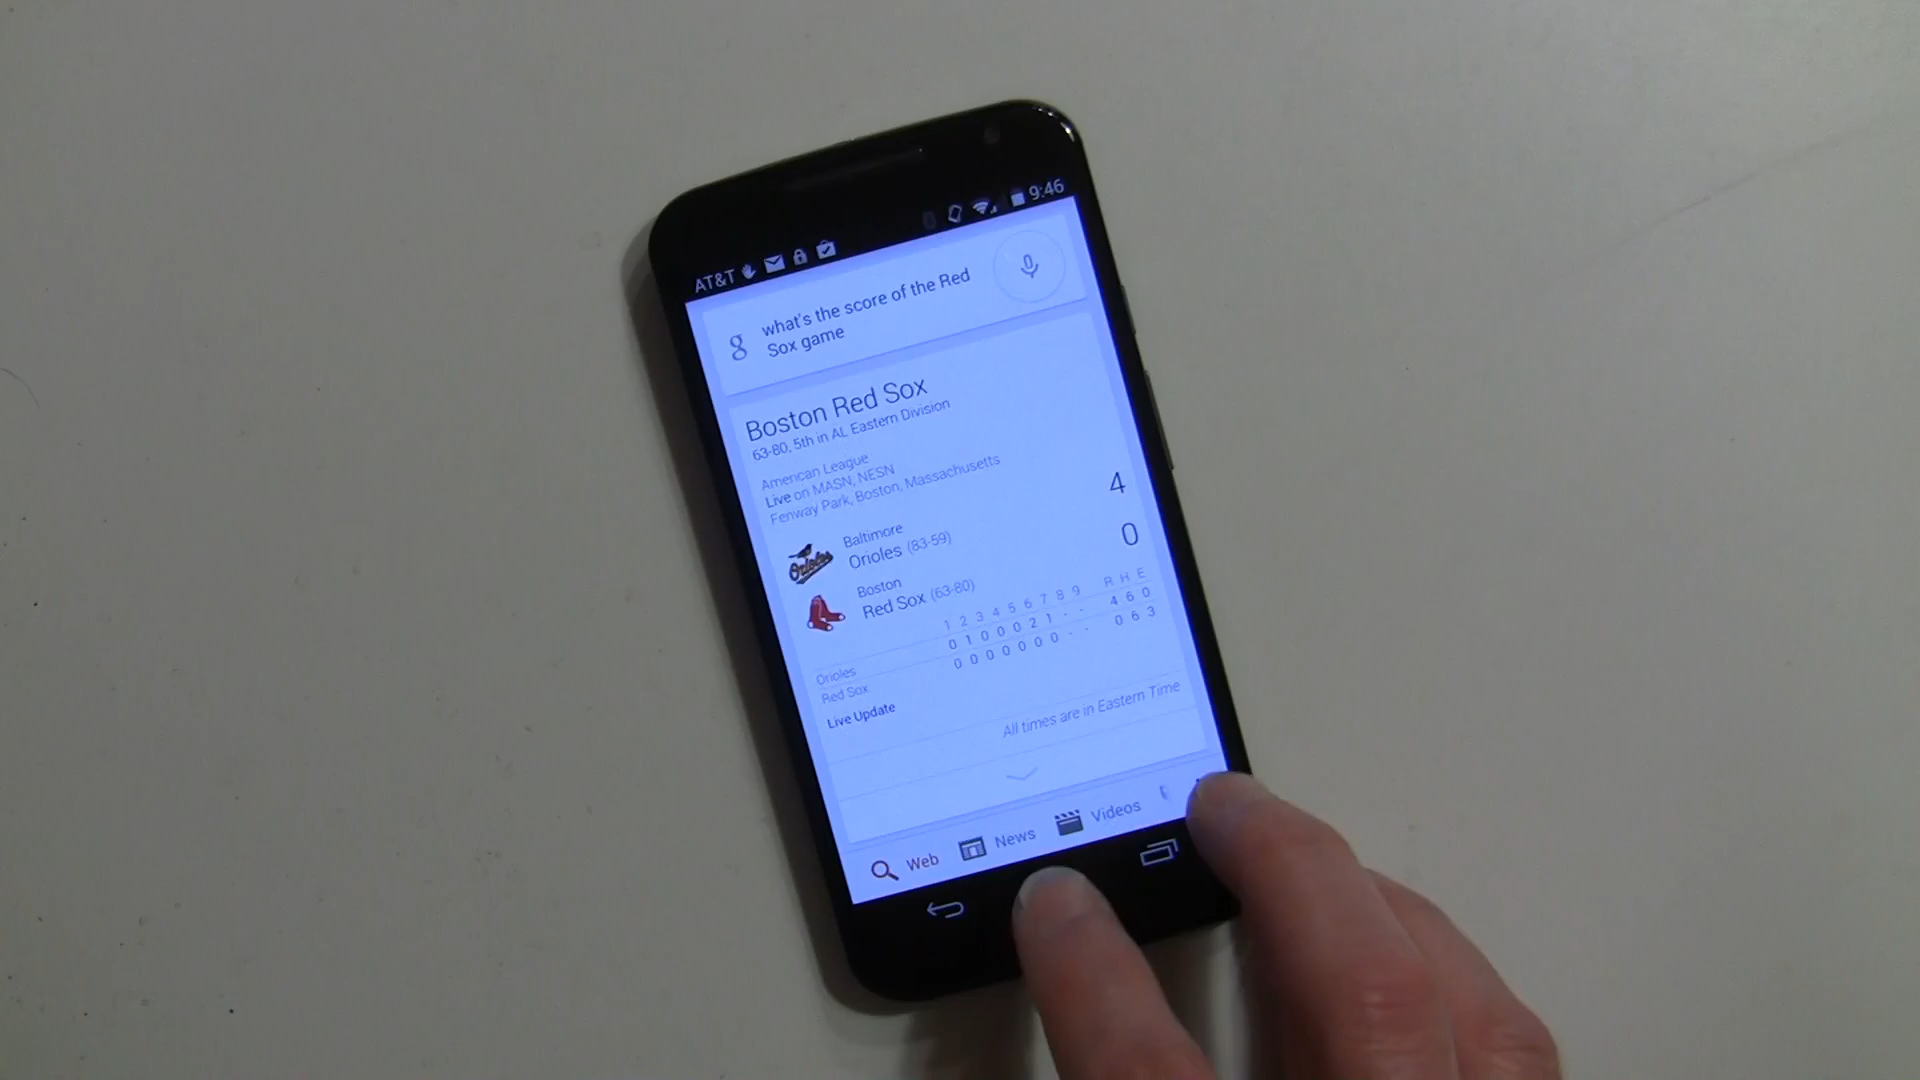 AT&T 9:46
g what's the score of the Red
Sox game
Boston Red Sox
63-80, 5th in AL Eastern Division
American League
Live on MASN, NESN
Fenway Park, Boston, Massachusetts
Baltimore
Orioles (83-59) 4
Boston
Red Sox (63-80) 0
1 2 3 4 5 6 7 8 9 R H E
Orioles 0 1 0 0 0 2 1 - - 4 6 0
Red Sox 0 0 0 0 0 0 0 - - 0 6 3
Live Update
All times are in Eastern Time
Web News Videos
Orioles